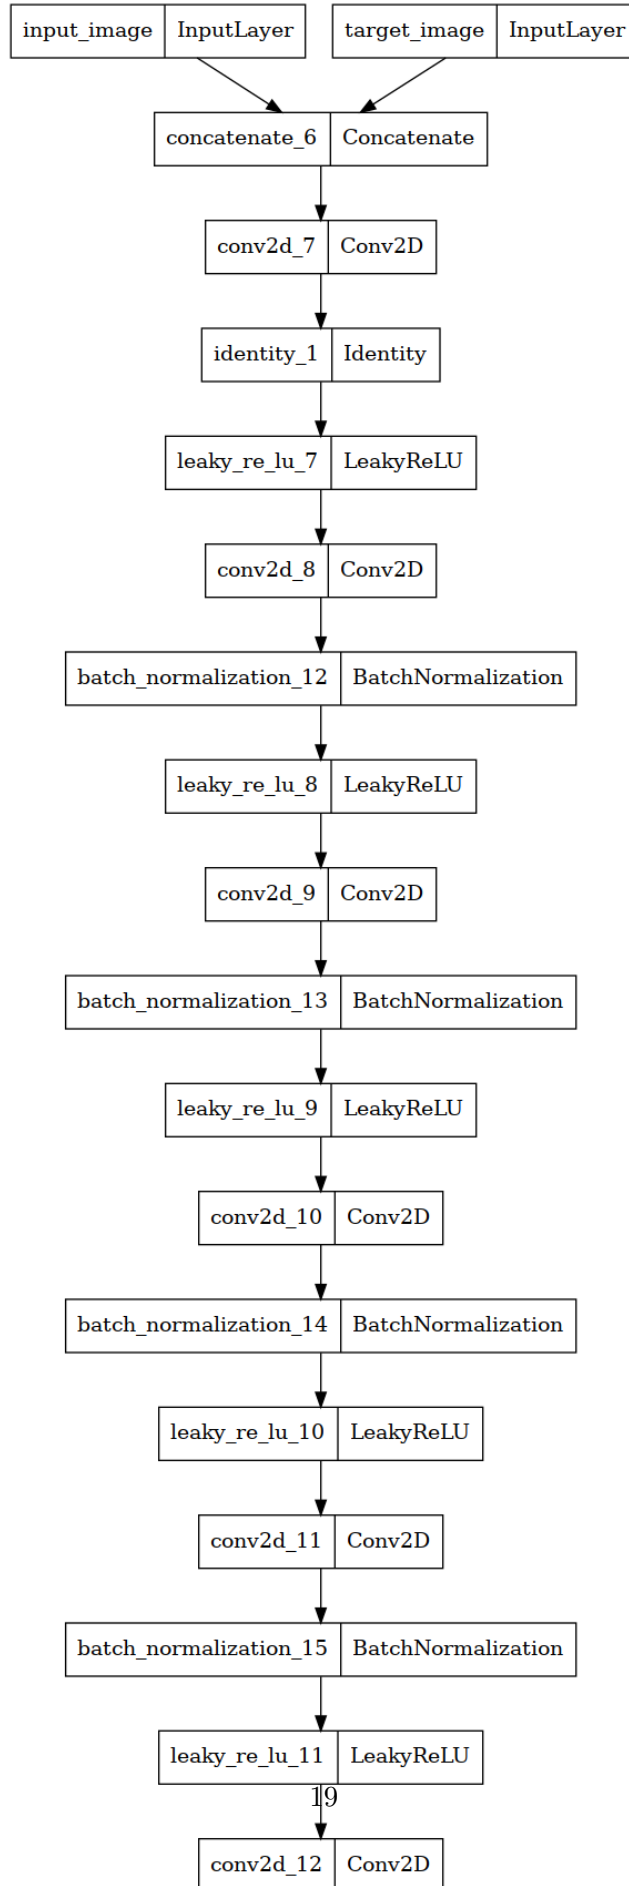 input_image InputLayer target_image InputLayer
concatenate_6 Concatenate
conv2d_7 Conv2D
identity_1 Identity
leaky_re_lu_7 LeakyReLU
conv2d_8 Conv2D
batch_normalization_12 BatchNormalization
leaky_re_lu_8 LeakyReLU
conv2d_9 Conv2D
batch_normalization_13 BatchNormalization
leaky_re_lu_9 LeakyReLU
conv2d_10 Conv2D
batch_normalization_14 BatchNormalization
leaky_re_lu_10 LeakyReLU
conv2d_11 Conv2D
batch_normalization_15 BatchNormalization
leaky_re_lu_11 LeakyReLU
19
conv2d_12 Conv2D